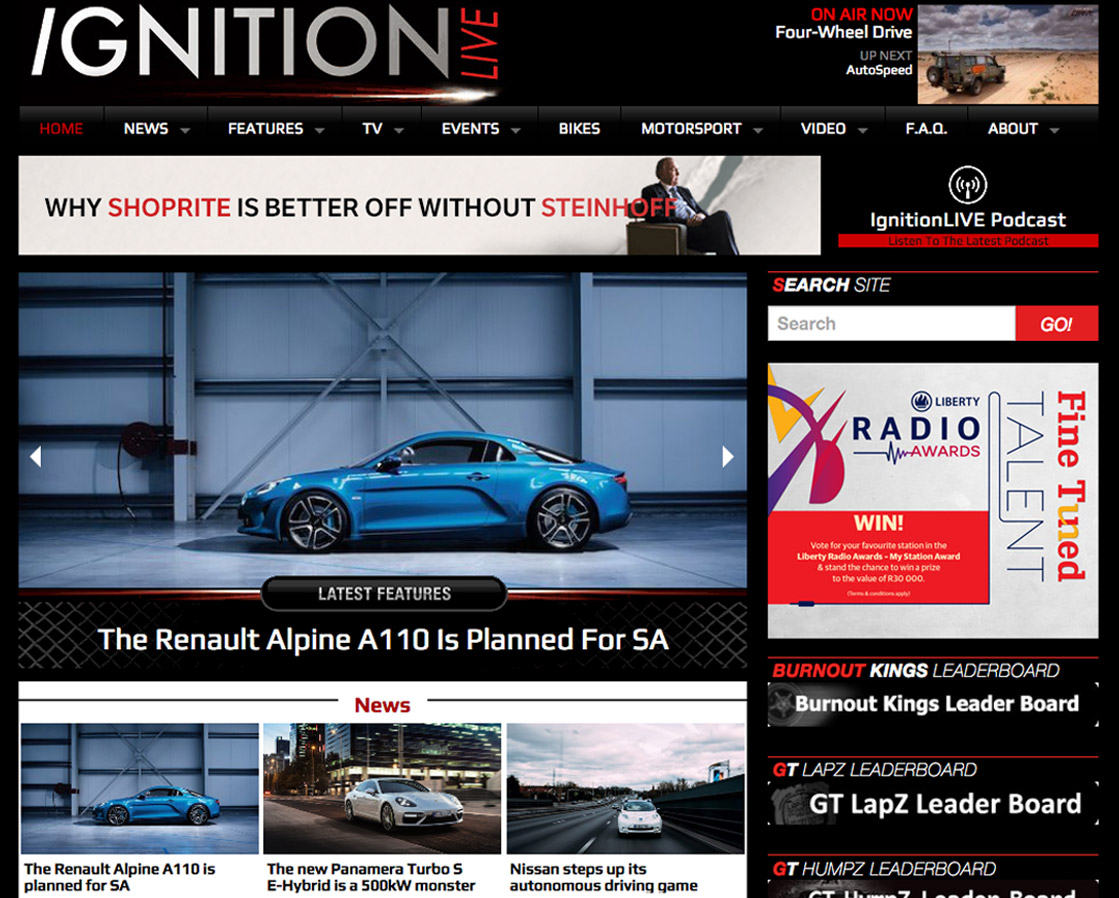 IGNITION LIVE
ON AIR NOW
Four-Wheel Drive
UP NEXT
AutoSpeed
HOME NEWS FEATURES TV EVENTS BIKES MOTORSPORT VIDEO F.A.Q. ABOUT
WHY SHOPRITE IS BETTER OFF WITHOUT STEINHOFF
IgnitionLIVE Podcast
Listen To The Latest Podcast
SEARCH SITE
Search GO!
LIBERTY
RADIO
AWARDS
Fine Tuned
TALENT
WIN!
Vote for your favourite station in the
Liberty Radio Awards - My Station Award
& stand the chance to win a prize
to the value of R30 000.
(Terms & conditions apply)
LATEST FEATURES
The Renault Alpine A110 Is Planned For SA
BURNOUT KINGS LEADERBOARD
Burnout Kings Leader Board
GT LAPZ LEADERBOARD
GT LapZ Leader Board
GT HUMPZ LEADERBOARD
GT HumpZ Leader Board
News
The Renault Alpine A110 is
planned for SA
The new Panamera Turbo S
E-Hybrid is a 500kW monster
Nissan steps up its
autonomous driving game